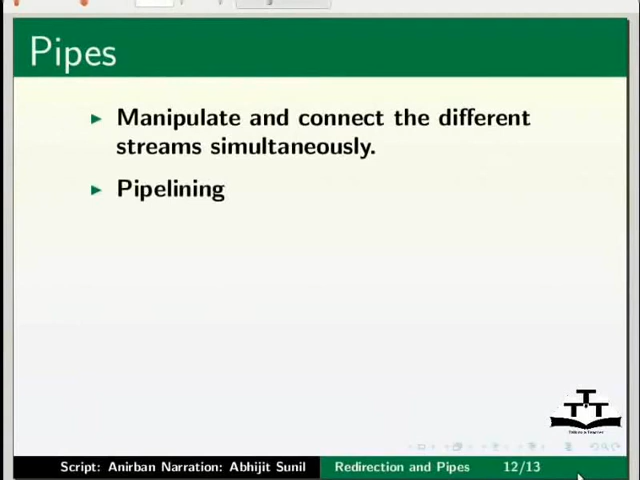 Pipes
Manipulate and connect the different
streams simultaneously.
Pipelining
TTT
Script: Anirban Narration: Abhijit Sunil Redirection and Pipes 12/13